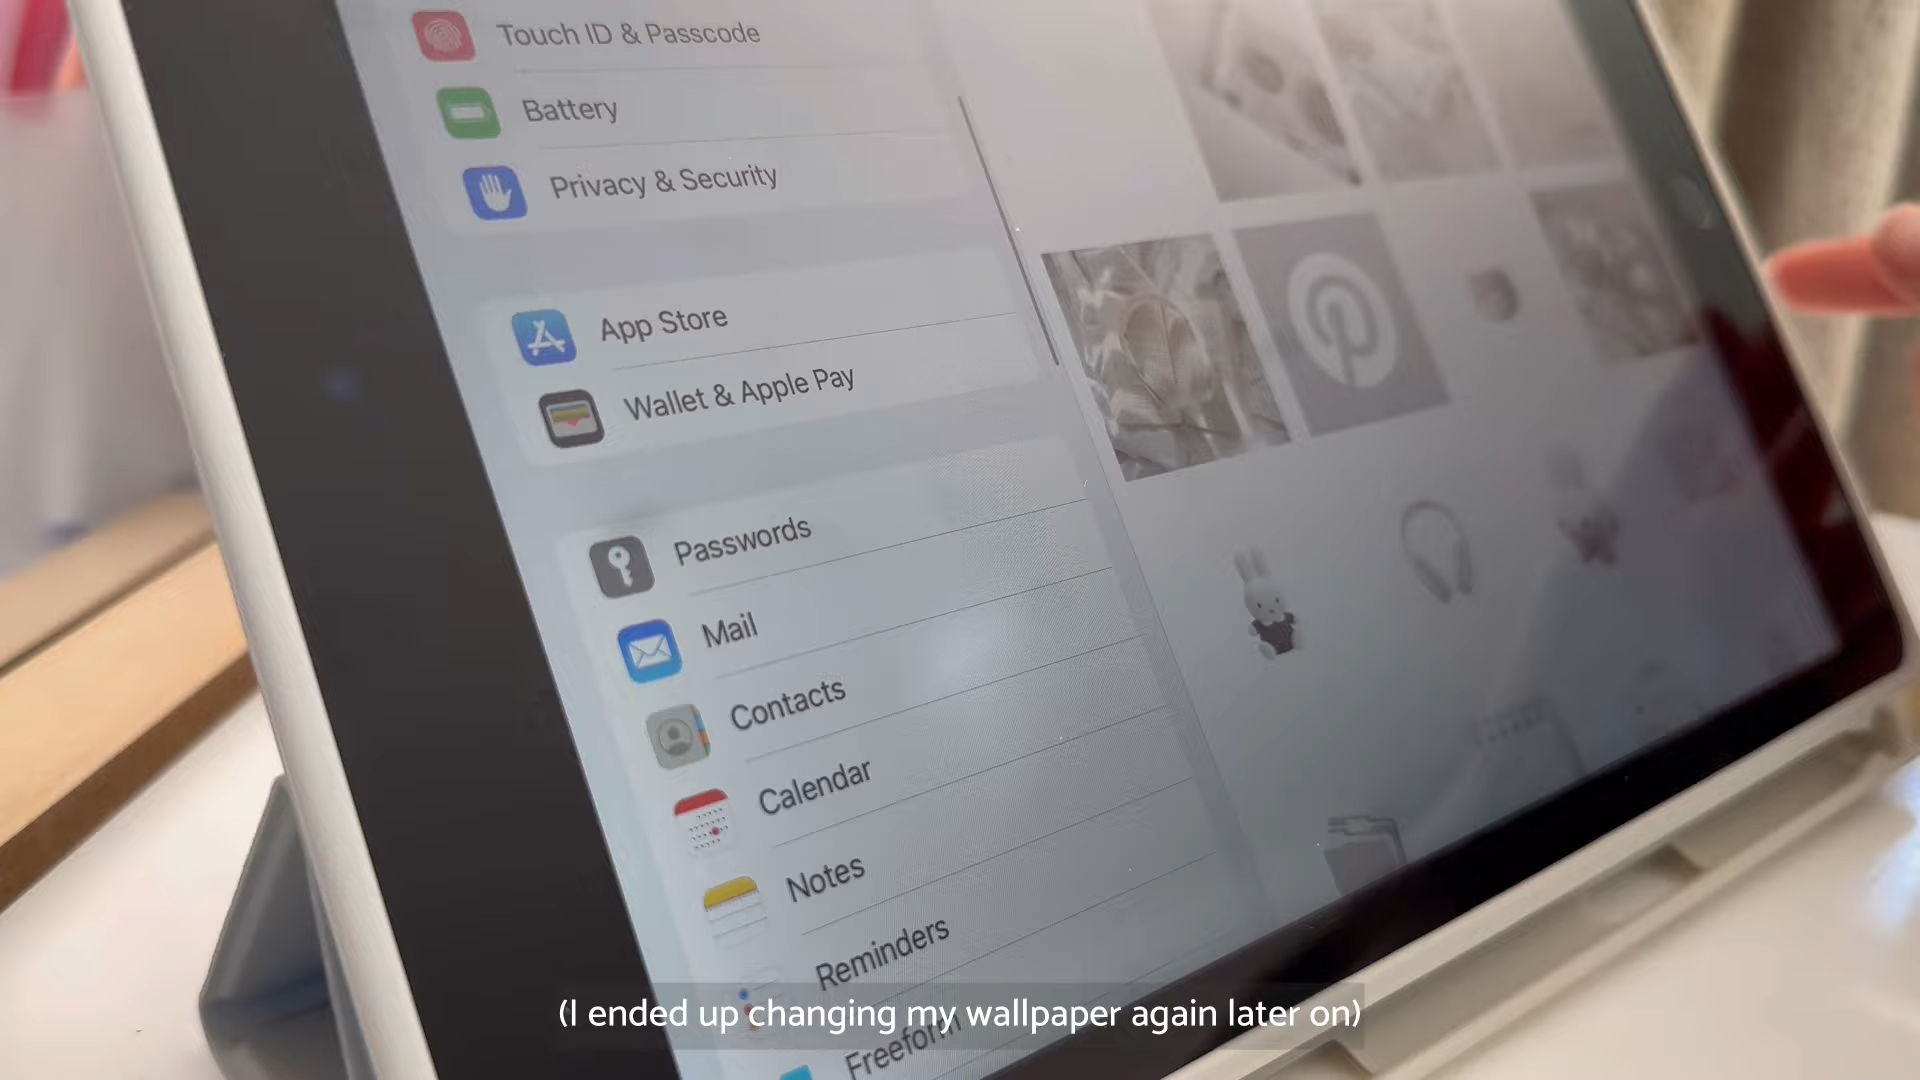 Touch ID & Passcode
Battery
Privacy & Security
App Store
Wallet & Apple Pay
Passwords
Mail
Contacts
Calendar
Notes
Reminders
Freeform
(I ended up changing my wallpaper again later on)